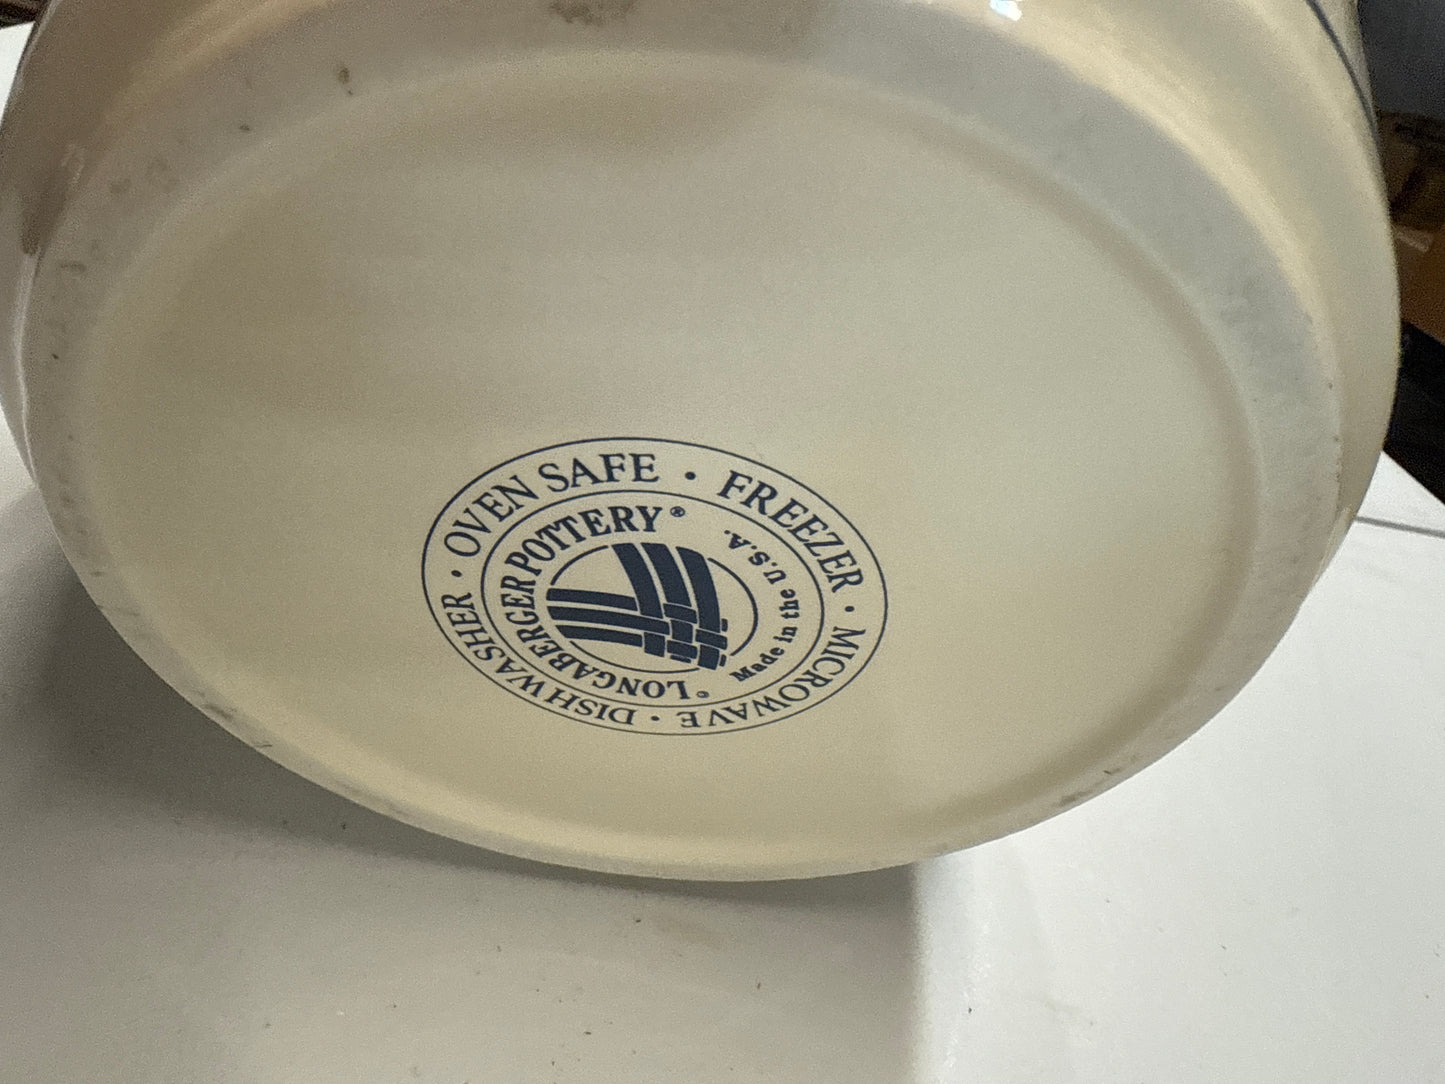 OVEN SAFE · FREEZER · MICROWAVE · DISHWASHER ·
LONGABERGER POTTERY®
Made in the U.S.A.
©